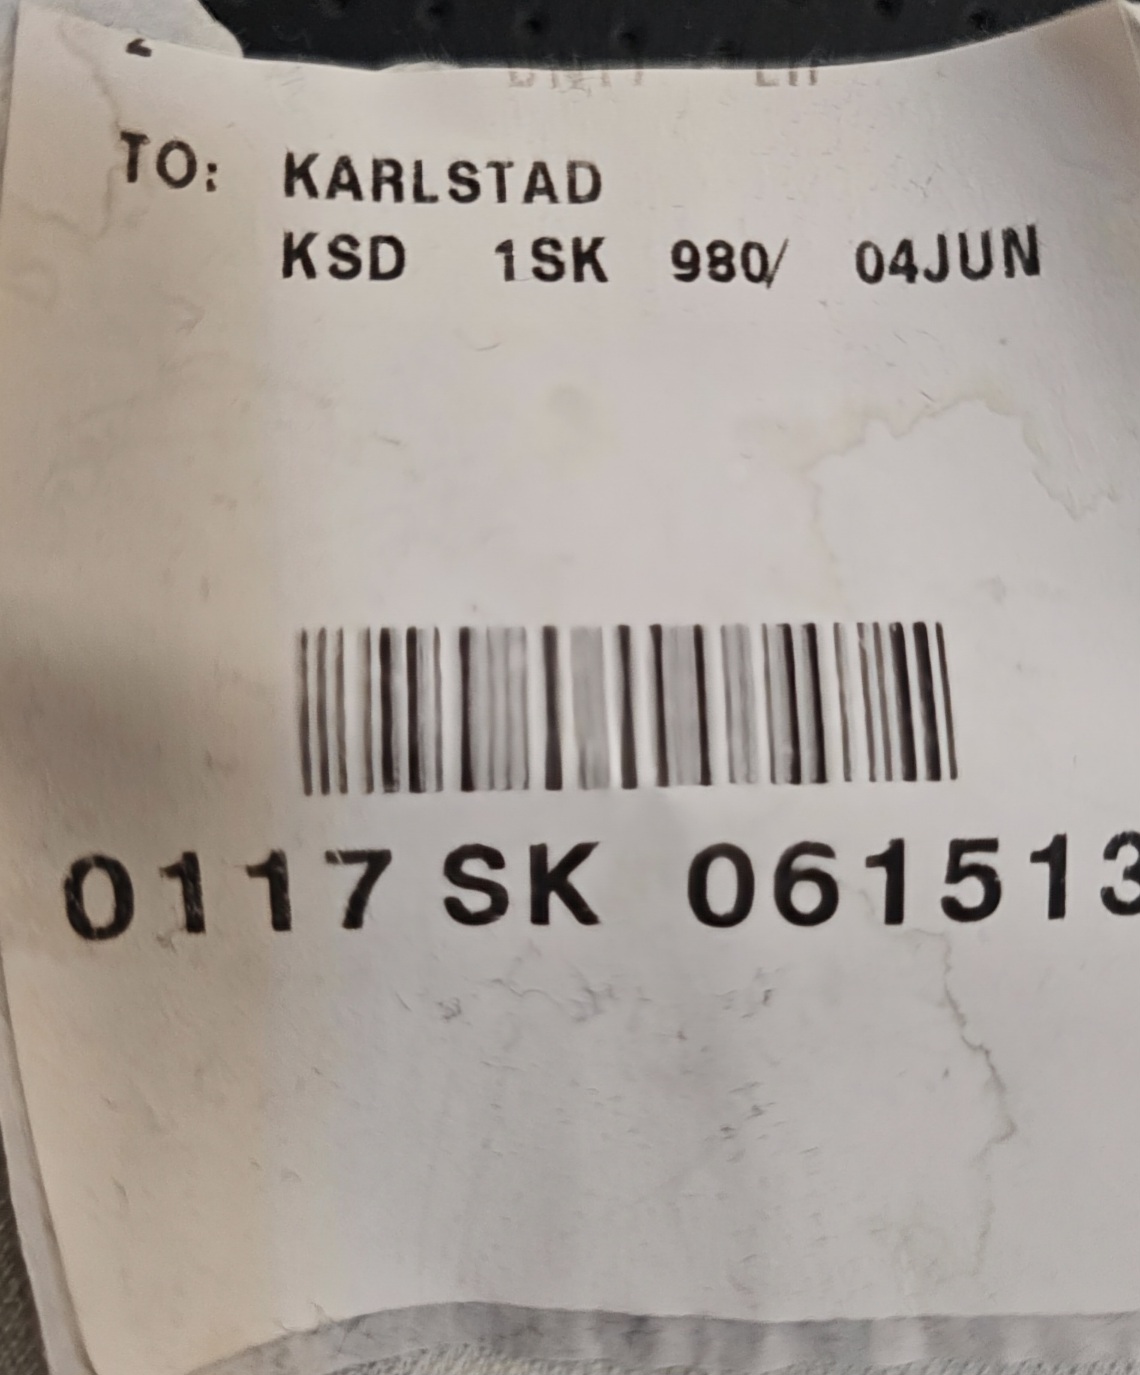 TO: KARLSTAD
KSD 1SK 980/ 04JUN
0117 SK 061513